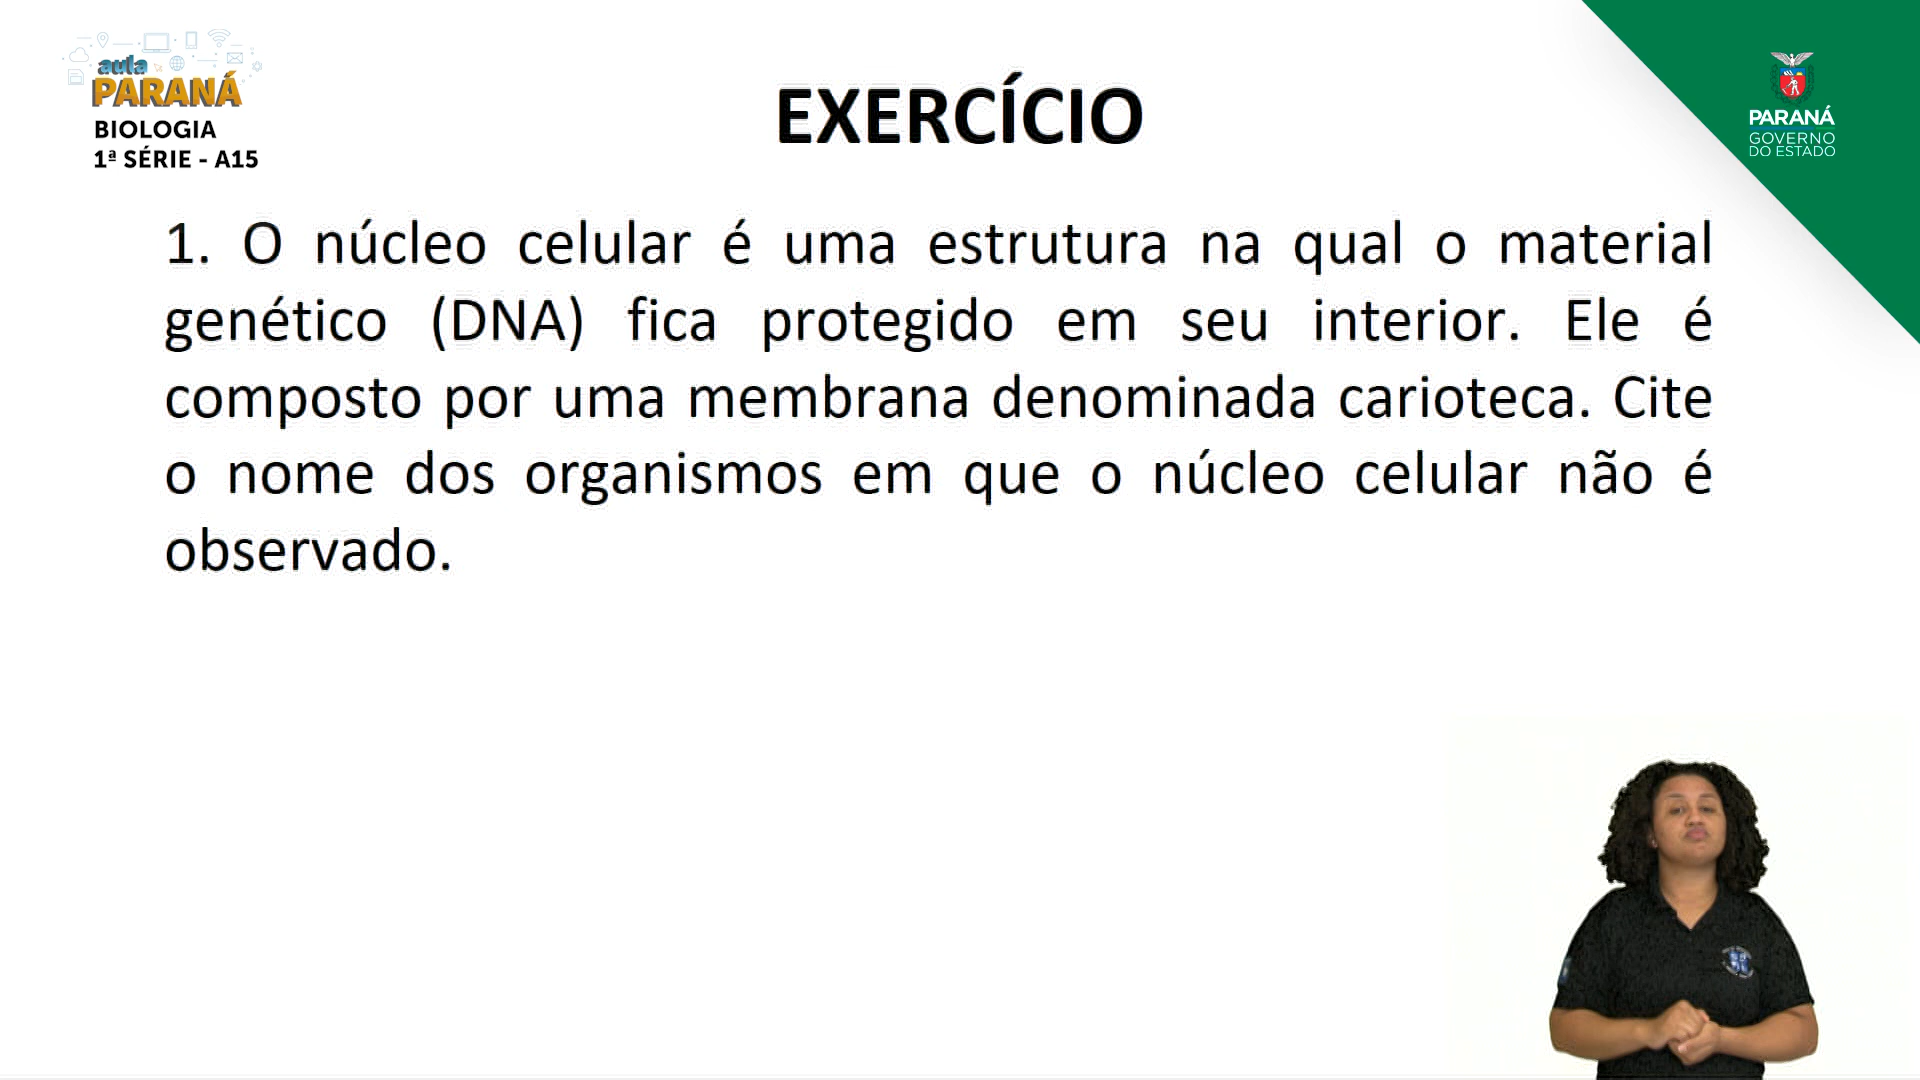 aula
PARANÁ
BIOLOGIA
1ª SÉRIE - A15
EXERCÍCIO
PARANÁ
GOVERNO
DO ESTADO
1. O núcleo celular é uma estrutura na qual o material
genético (DNA) fica protegido em seu interior. Ele é
composto por uma membrana denominada carioteca. Cite
o nome dos organismos em que o núcleo celular não é
observado.